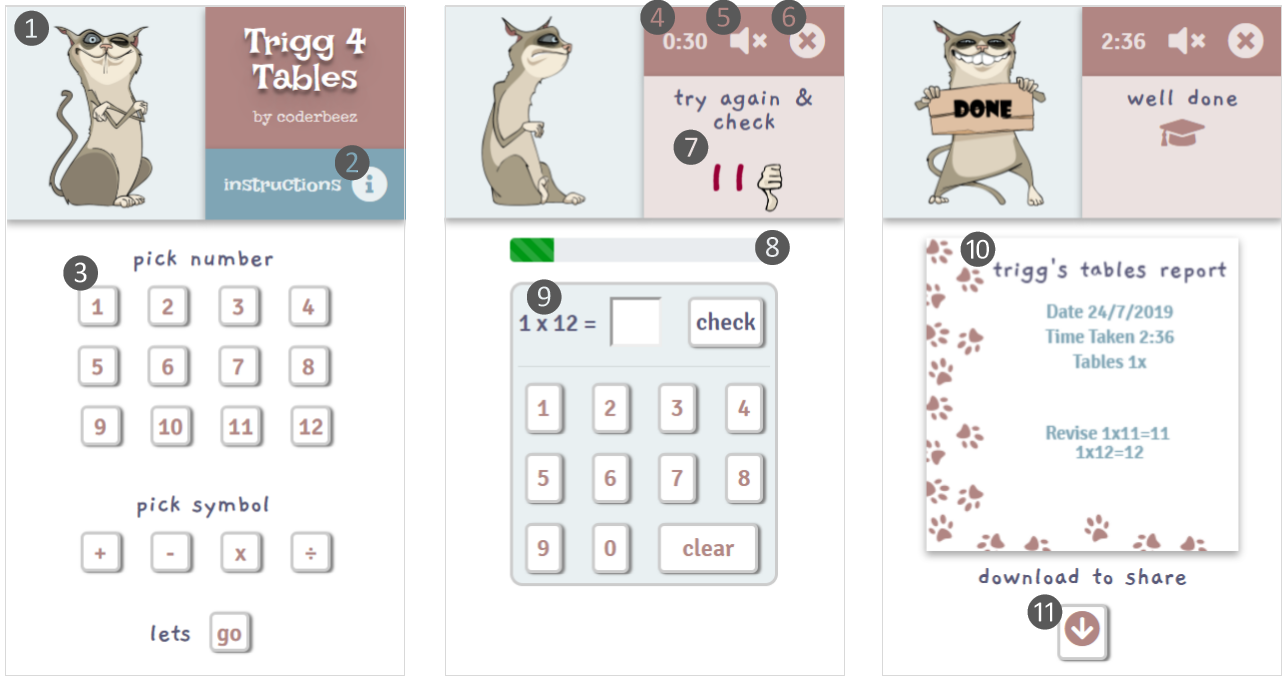 1
Trigg 4
Tables
by coderbeez
2
instructions i
pick number
3
1 2 3 4
5 6 7 8
9 10 11 12
pick symbol
+ - x ÷
lets go
4 5 6
0:30
try again &
check
7
8
9
1 x 12 = check
1 2 3 4
5 6 7 8
9 0 clear
2:36
DONE
well done
10
trigg's tables report
Date 24/7/2019
Time Taken 2:36
Tables 1x
Revise 1x11=11
1x12=12
download to share
11